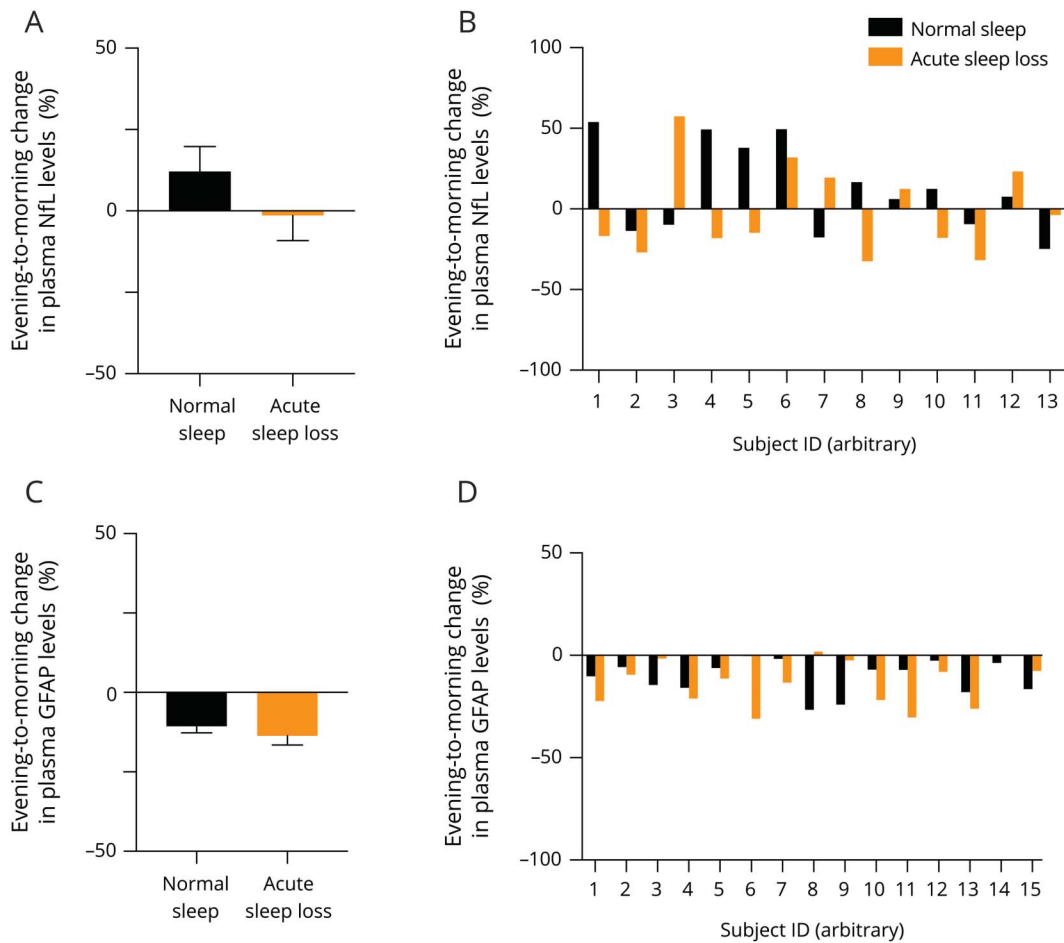 A
Evening-to-morning change
in plasma NfL levels (%)
50
0
–50
Normal
sleep
Acute
sleep loss
B
Normal sleep
Acute sleep loss
Evening-to-morning change
in plasma NfL levels (%)
100
50
0
–50
–100
1 2 3 4 5 6 7 8 9 10 11 12 13
Subject ID (arbitrary)
C
Evening-to-morning change
in plasma GFAP levels (%)
50
0
–50
Normal
sleep
Acute
sleep loss
D
Evening-to-morning change
in plasma GFAP levels (%)
50
0
–50
–100
1 2 3 4 5 6 7 8 9 10 11 12 13 14 15
Subject ID (arbitrary)